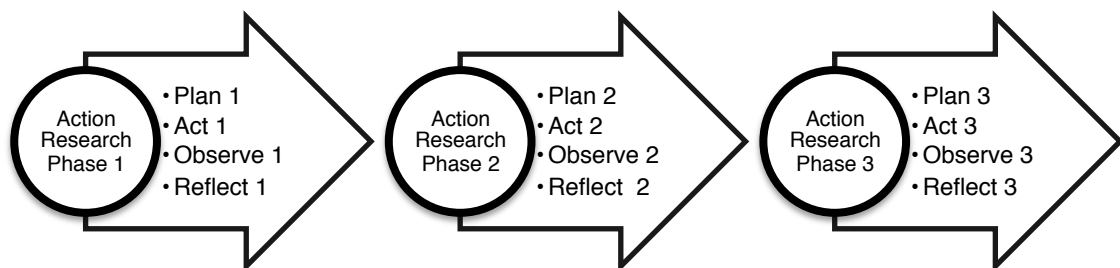 Action
Research
Phase 1
• Plan 1
• Act 1
• Observe 1
• Reflect 1
Action
Research
Phase 2
• Plan 2
• Act 2
• Observe 2
• Reflect  2
Action
Research
Phase 3
• Plan 3
• Act 3
• Observe 3
• Reflect 3